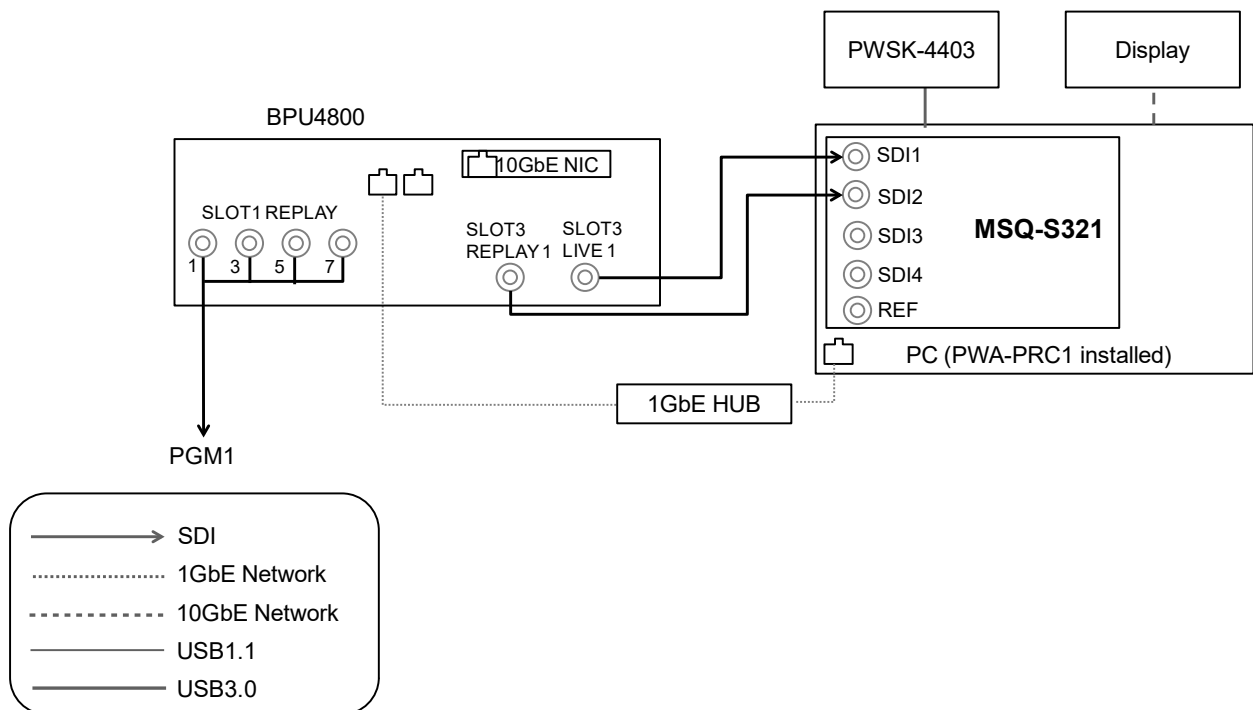 PWSK-4403
Display
BPU4800
10GbE NIC
SLOT1 REPLAY
1
3
5
7
SLOT3
REPLAY 1
SLOT3
LIVE 1
SDI1
SDI2
SDI3
SDI4
REF
MSQ-S321
PC (PWA-PRC1 installed)
1GbE HUB
PGM1
SDI
1GbE Network
10GbE Network
USB1.1
USB3.0